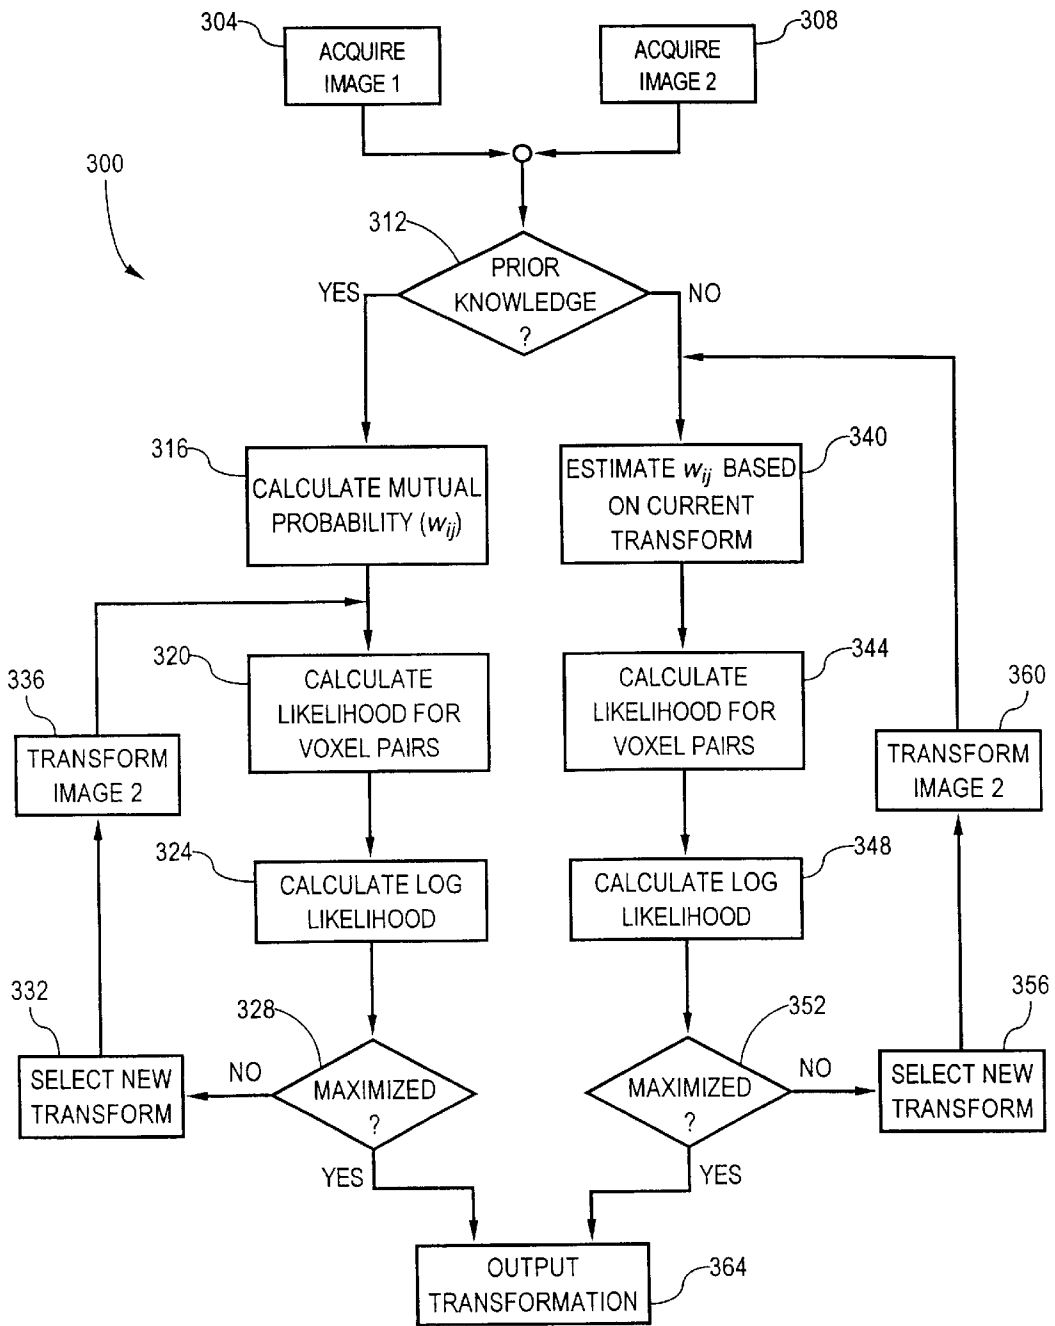 304
ACQUIRE
IMAGE 1
308
ACQUIRE
IMAGE 2
300
312
PRIOR
KNOWLEDGE
?
YES
NO
316
CALCULATE MUTUAL
PROBABILITY (wij)
340
ESTIMATE wij BASED
ON CURRENT
TRANSFORM
320
CALCULATE
LIKELIHOOD FOR
VOXEL PAIRS
344
CALCULATE
LIKELIHOOD FOR
VOXEL PAIRS
336
TRANSFORM
IMAGE 2
360
TRANSFORM
IMAGE 2
324
CALCULATE LOG
LIKELIHOOD
348
CALCULATE LOG
LIKELIHOOD
332
SELECT NEW
TRANSFORM
NO
328
MAXIMIZED
?
YES
352
MAXIMIZED
?
NO
YES
356
SELECT NEW
TRANSFORM
OUTPUT
TRANSFORMATION
364